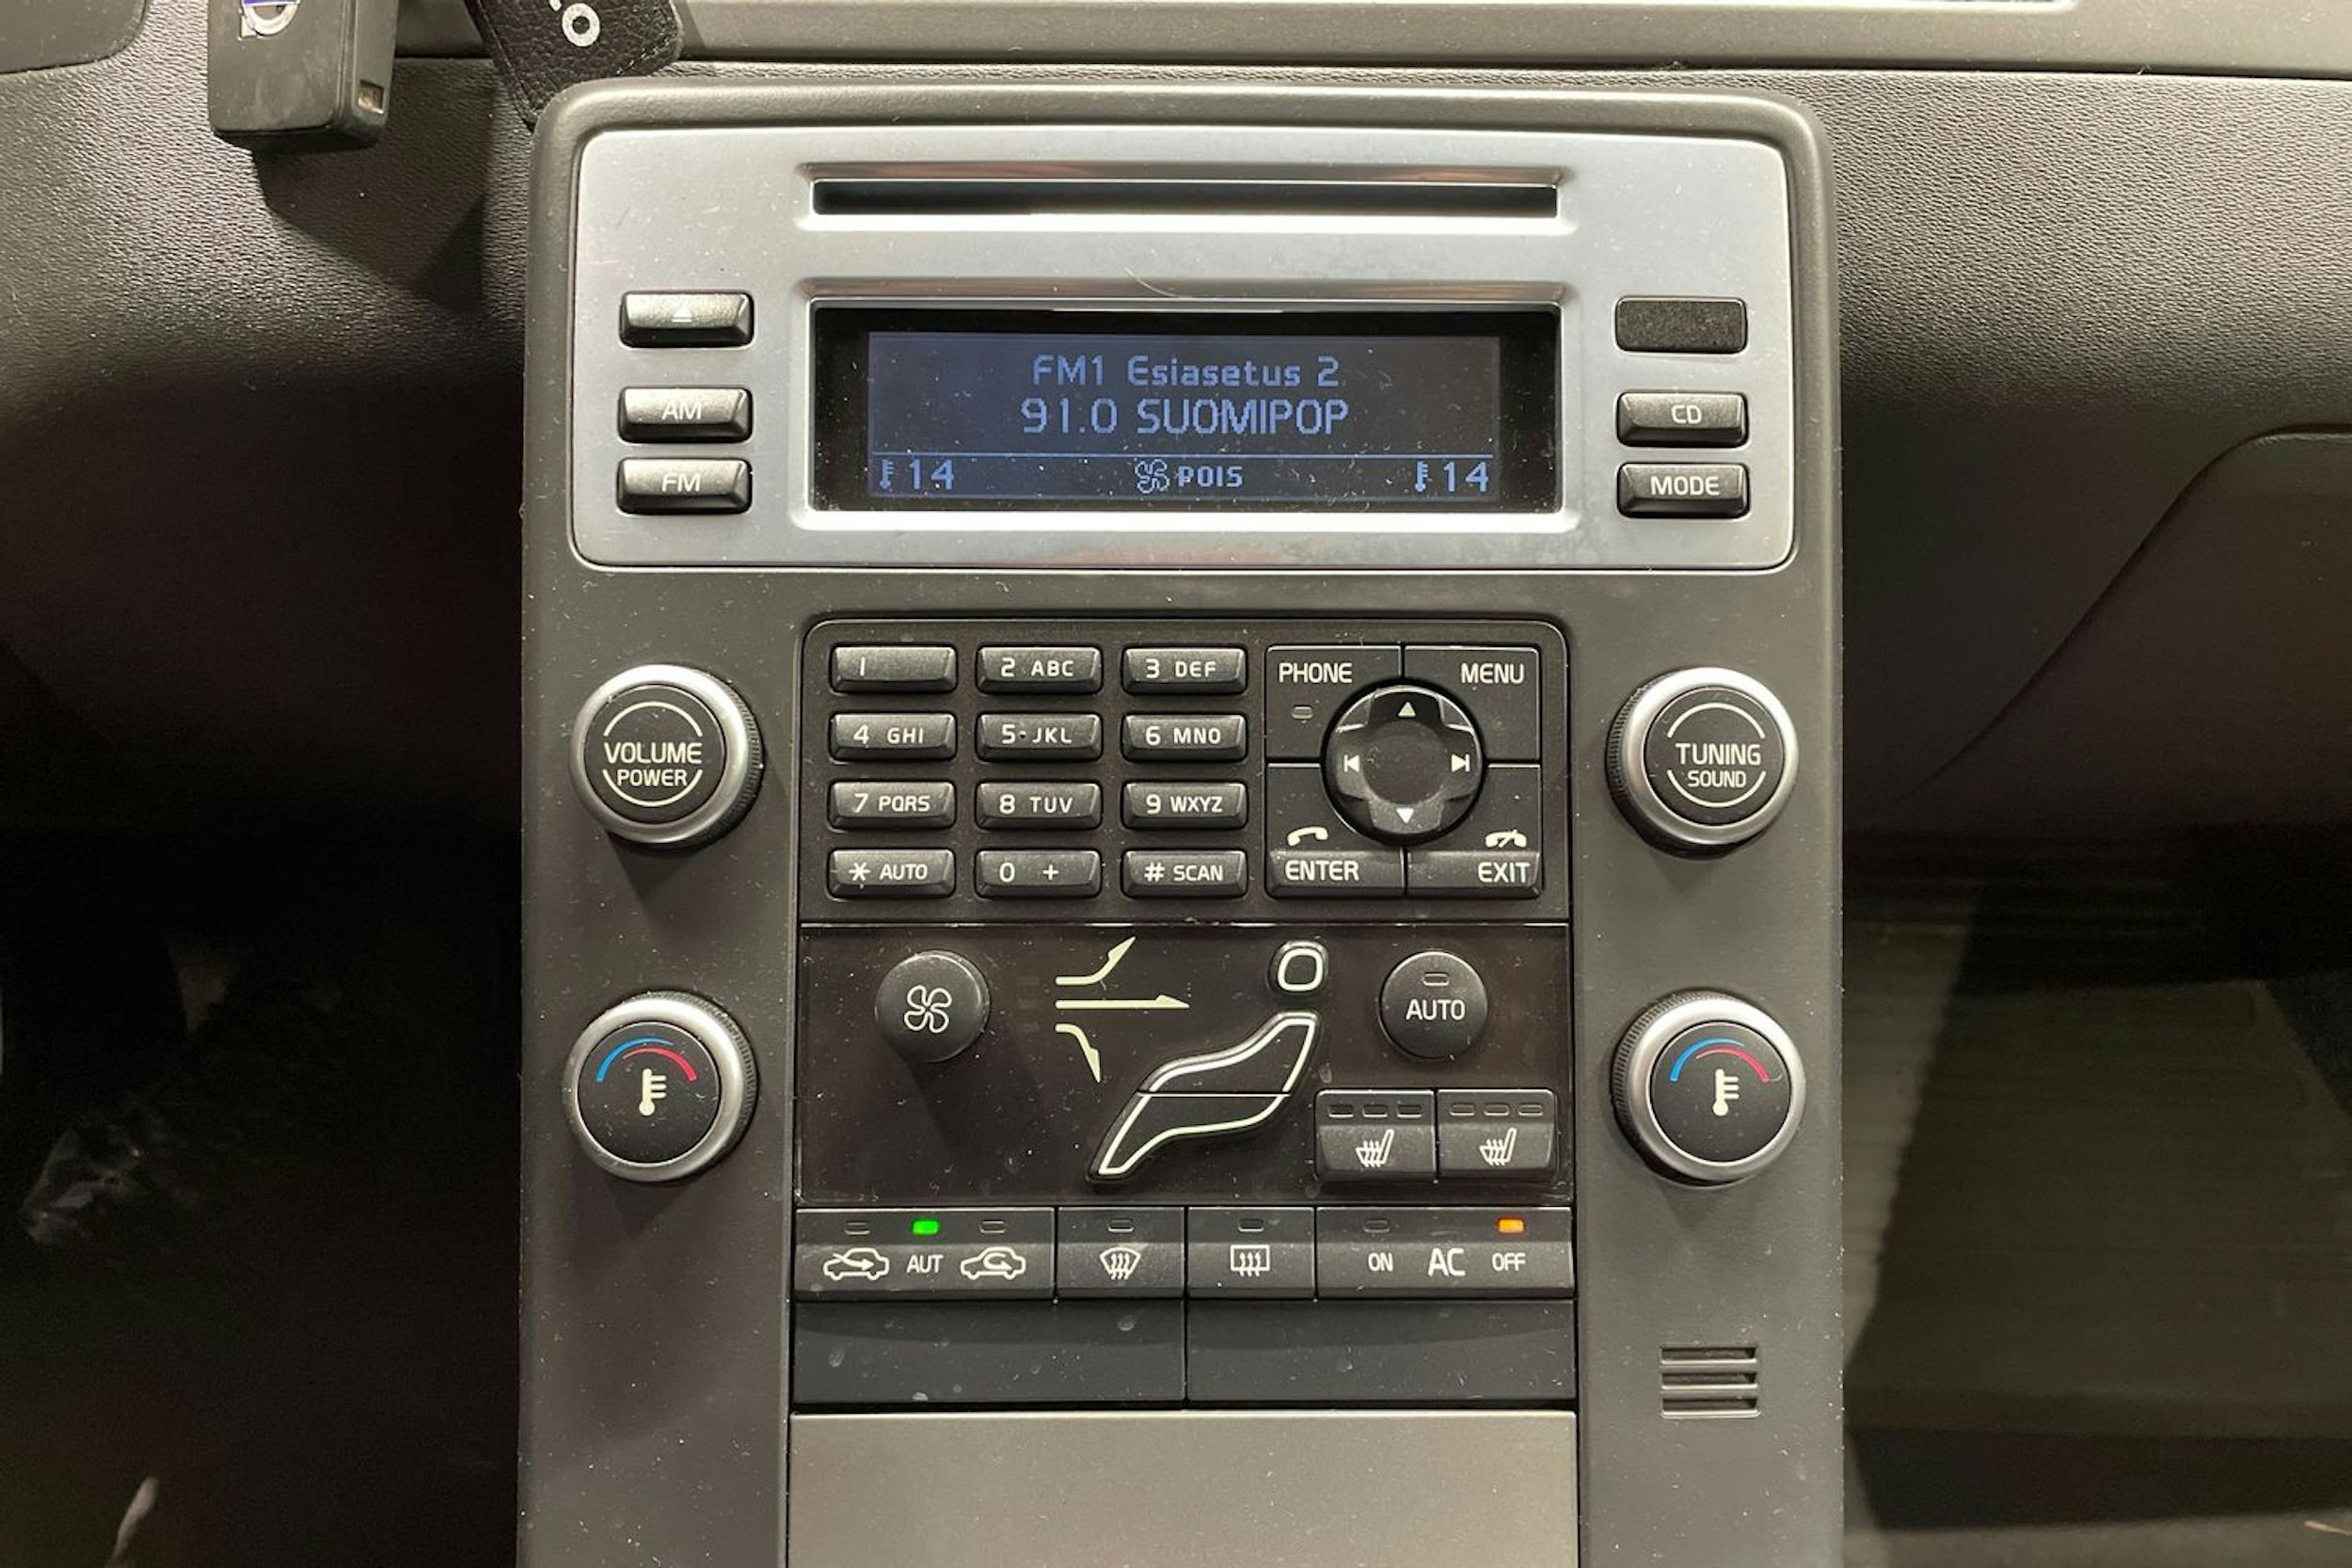 FM1 Esiasetus 2
91.0 SUOMIPOP
14 POIS 14
AM
FM
CD
MODE
1
2 ABC
3 DEF
4 GHI
5 JKL
6 MNO
7 PQRS
8 TUV
9 WXYZ
* AUTO
0 +
# SCAN
PHONE
MENU
ENTER
EXIT
VOLUME
POWER
TUNING
SOUND
AUTO
AUT
ON AC OFF